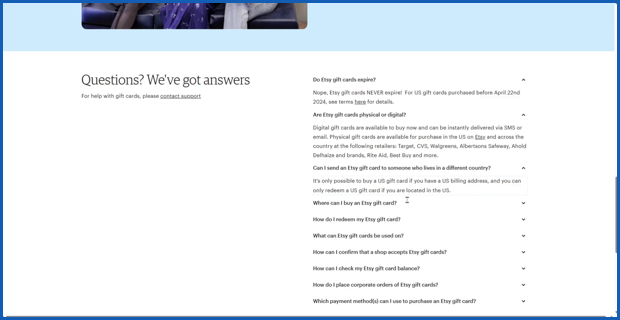 Questions? We've got answers
For help with gift cards, please contact support
Do Etsy gift cards expire?
Nope, Etsy gift cards NEVER expire! For US gift cards purchased before April 22nd
2024, see terms here for details.
Are Etsy gift cards physical or digital?
Digital gift cards are available to buy now and can be instantly delivered via SMS or
email. Physical gift cards are available for purchase in the US on Etsy and across the
country at the following retailers: Target, CVS, Walgreens, Albertsons Safeway, Ahold
Delhaize and brands, Rite Aid, Best Buy and more.
Can I send an Etsy gift card to someone who lives in a different country?
It's only possible to buy a US gift card if you have a US billing address, and you can
only redeem a US gift card if you are located in the US.
Where can I buy an Etsy gift card?
How do I redeem my Etsy gift card?
What can Etsy gift cards be used on?
How can I confirm that a shop accepts Etsy gift cards?
How can I check my Etsy gift card balance?
How do I place corporate orders of Etsy gift cards?
Which payment method(s) can I use to purchase an Etsy gift card?